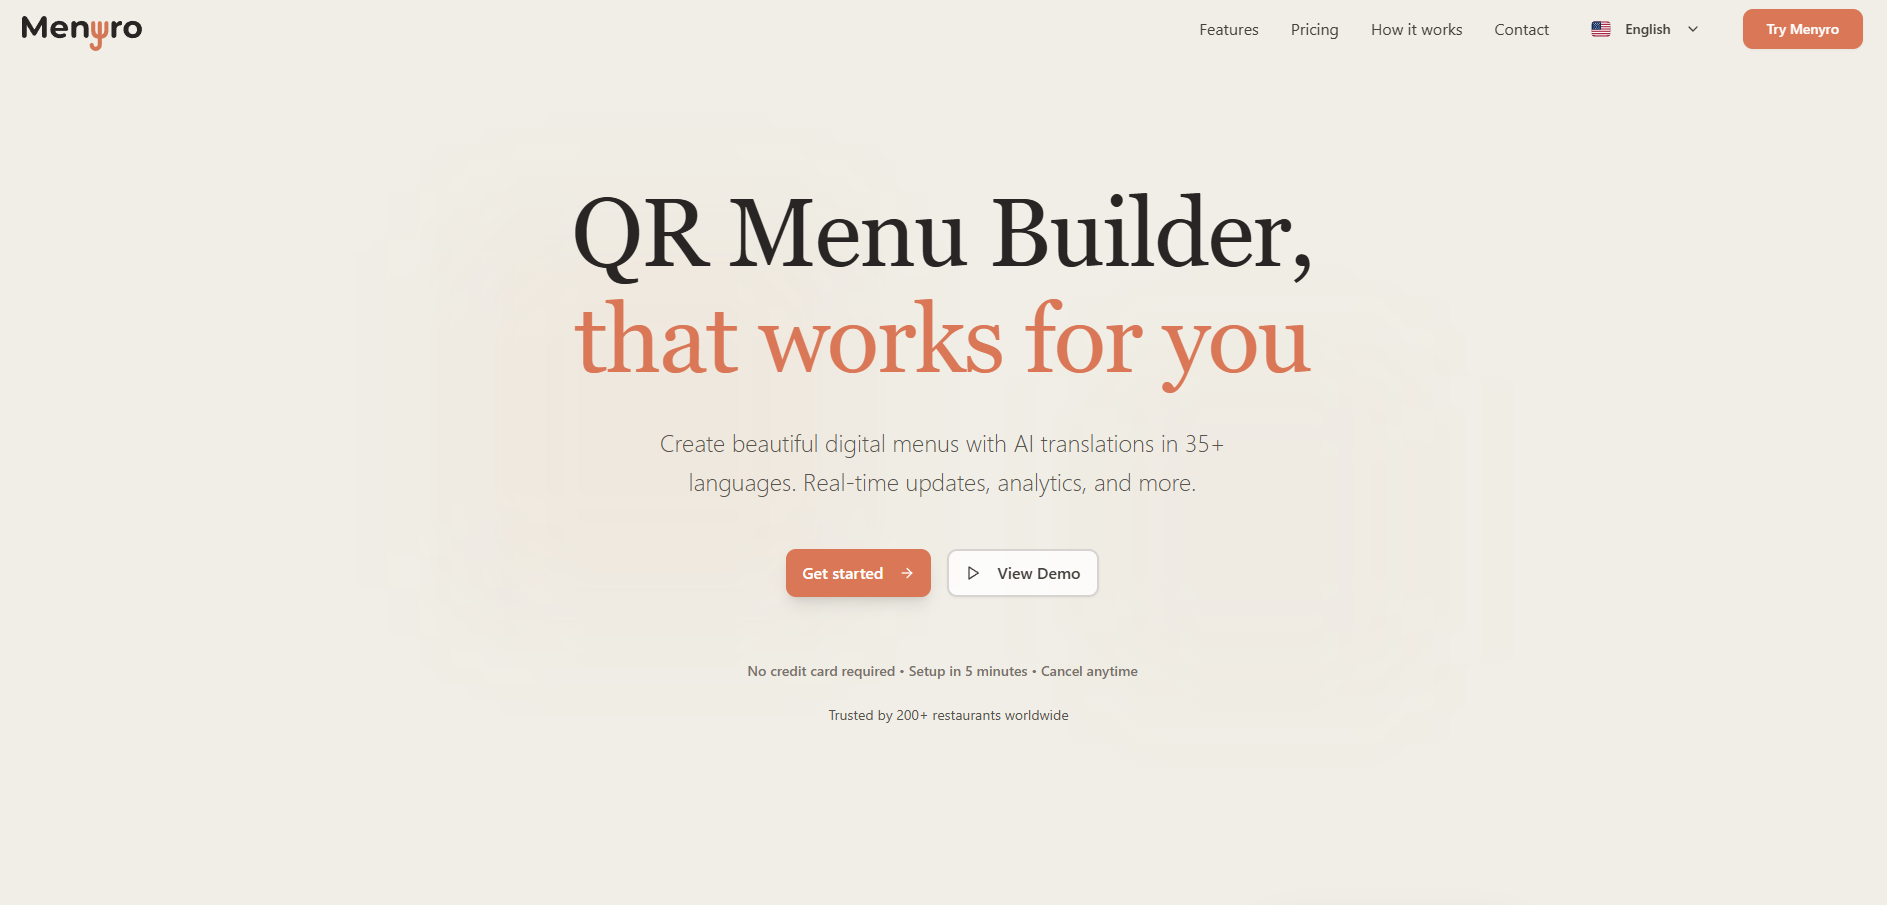 Menyro
Features
Pricing
How it works
Contact
English
Try Menyro
QR Menu Builder,
that works for you
Create beautiful digital menus with AI translations in 35+
languages. Real-time updates, analytics, and more.
Get started
View Demo
No credit card required • Setup in 5 minutes • Cancel anytime
Trusted by 200+ restaurants worldwide